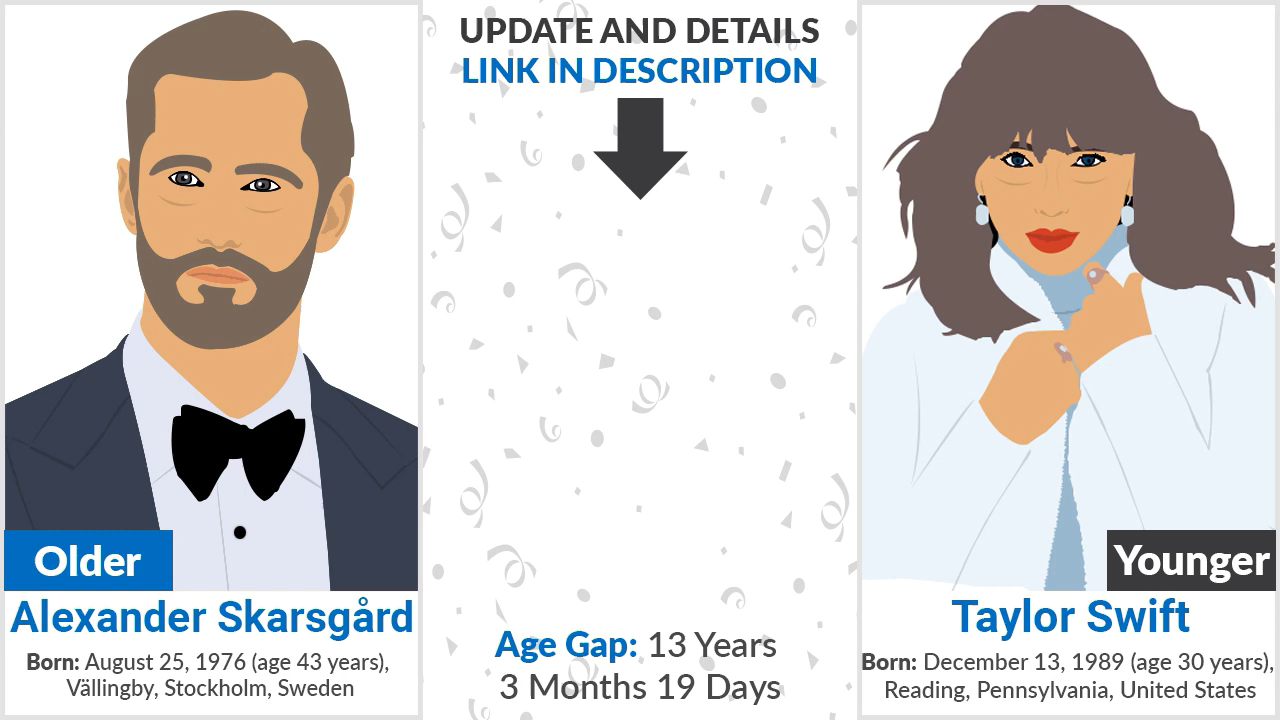 UPDATE AND DETAILS
LINK IN DESCRIPTION
Older
Alexander Skarsgård
Born: August 25, 1976 (age 43 years),
Vällingby, Stockholm, Sweden
Age Gap: 13 Years
3 Months 19 Days
Younger
Taylor Swift
Born: December 13, 1989 (age 30 years),
Reading, Pennsylvania, United States